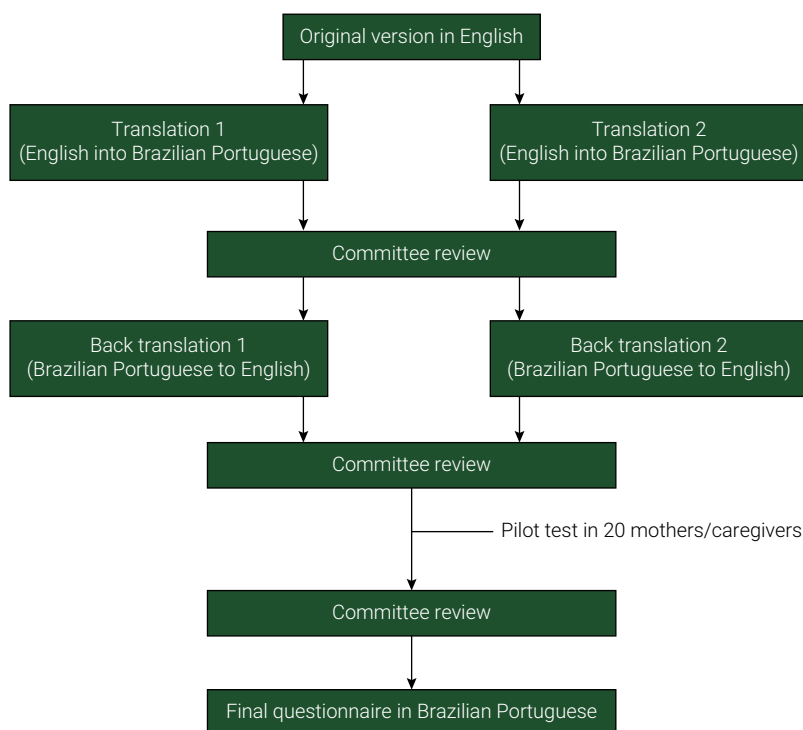 Original version in English
Translation 1
(English into Brazilian Portuguese)
Translation 2
(English into Brazilian Portuguese)
Committee review
Back translation 1
(Brazilian Portuguese to English)
Back translation 2
(Brazilian Portuguese to English)
Committee review
Pilot test in 20 mothers/caregivers
Committee review
Final questionnaire in Brazilian Portuguese